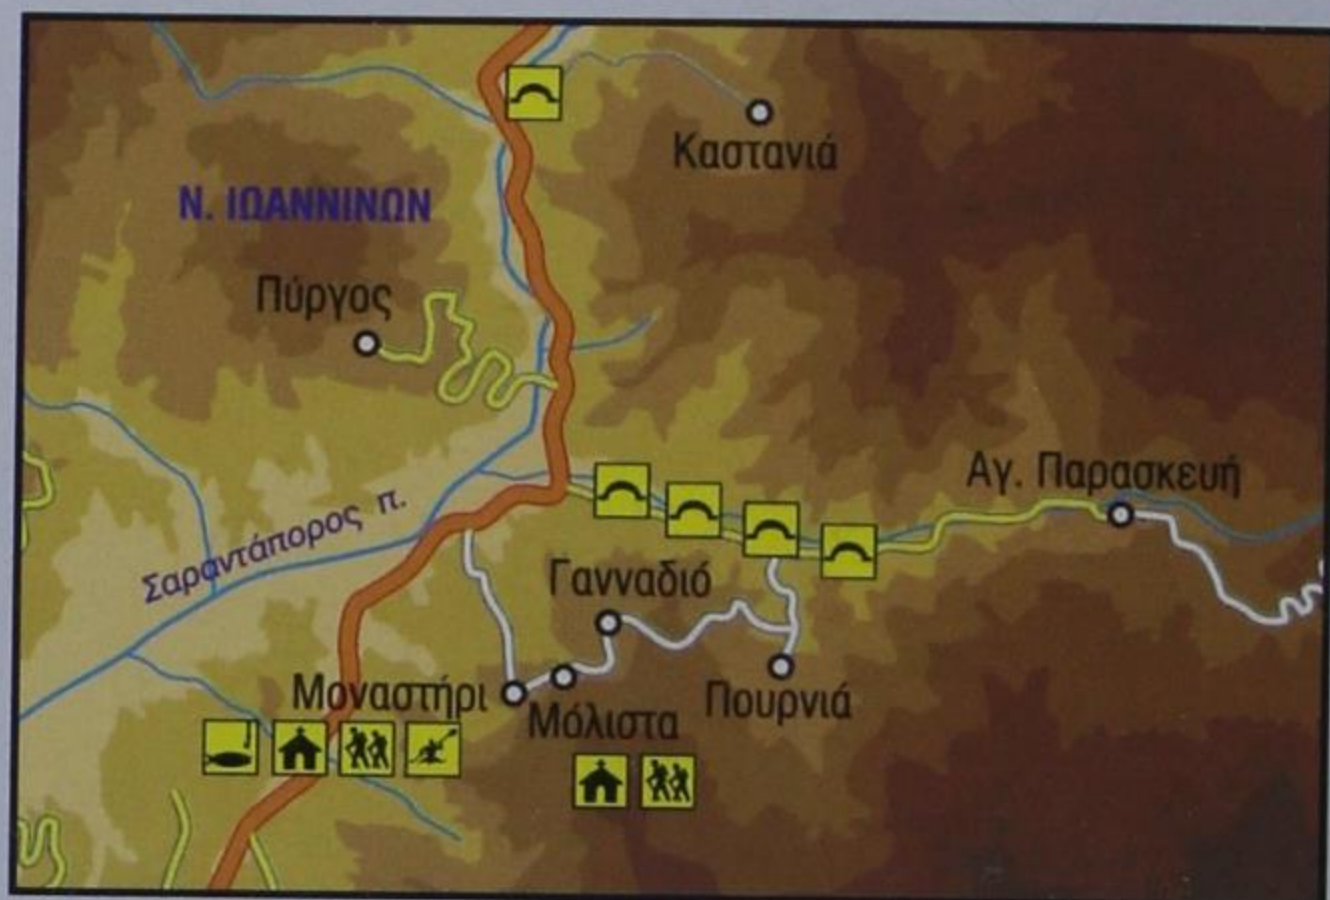 Καστανιά
Ν. ΙΩΑΝΝΙΝΩΝ
Πύργος
Αγ. Παρασκευή
Σαραντάπορος π.
Γανναδιό
Μοναστήρι
Μόλιστα
Πουρνιά